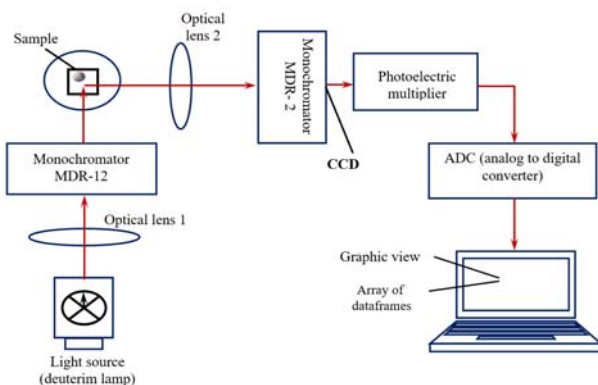 Sample
Optical
lens 2
Monochromator
MDR- 2
Photoelectric
multiplier
CCD
ADC (analog to digital
converter)
Monochromator
MDR-12
Optical lens 1
Graphic view
Array of
dataframes
Light source
(deuterim lamp)